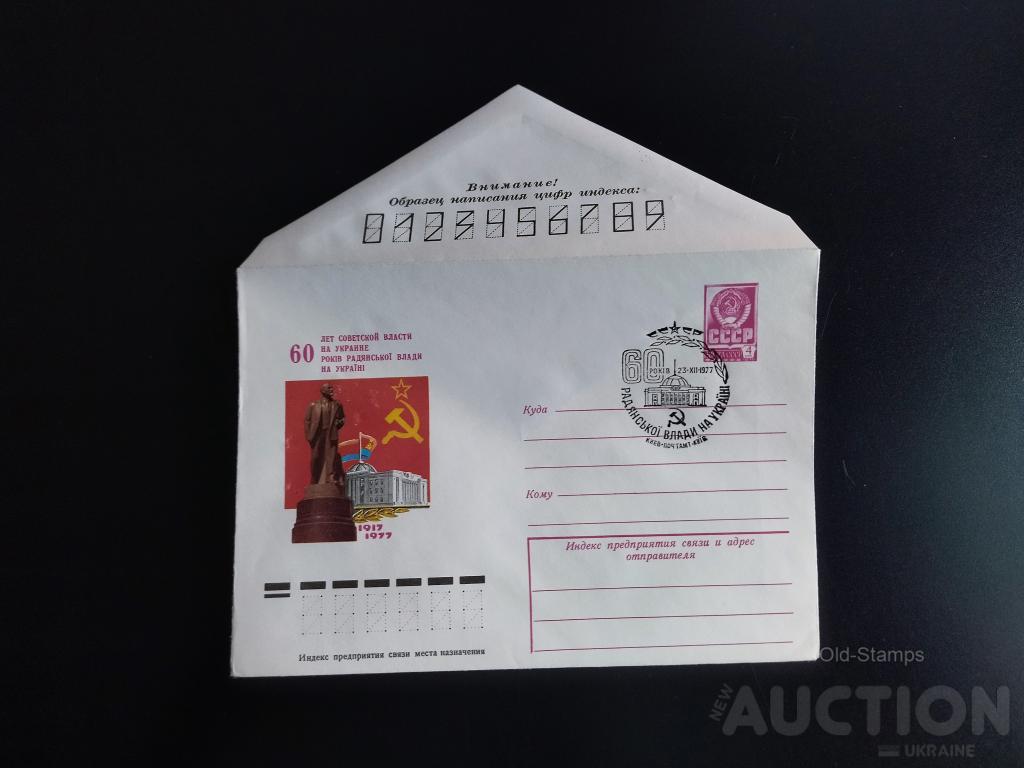 Внимание!
Образец написания цифр индекса:
0123456789
60
ЛЕТ СОВЕТСКОЙ ВЛАСТИ
НА УКРАИНЕ
РОКІВ РАДЯНСЬКОЇ ВЛАДИ
НА УКРАЇНІ
1917
1977
СССР
4
60 РОКІВ 23·XII·1977
РАДЯНСЬКОЇ ВЛАДИ НА УКРАЇНІ
КИЕВ-ПОЧТАМТ-КИЇВ
Куда
Кому
Индекс предприятия связи и адрес
отправителя
Индекс предприятия связи места назначения
Old-Stamps
NEW AUCTION
UKRAINE